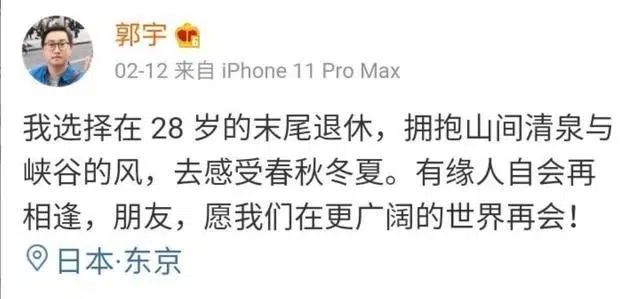 郭宇
02-12 来自 iPhone 11 Pro Max
我选择在 28 岁的末尾退休，拥抱山间清泉与
峡谷的风，去感受春秋冬夏。有缘人自会再
相逢，朋友，愿我们在更广阔的世界再会！
日本·东京